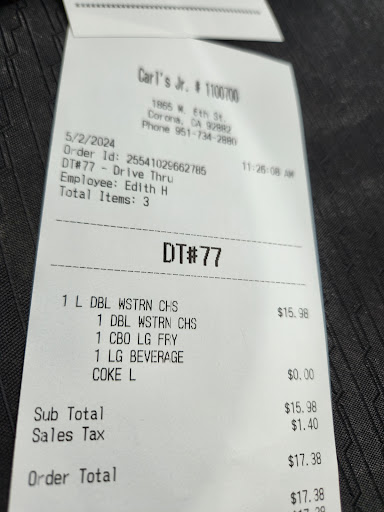 Carl's Jr. # 1100700
1865 W. 6th St.
Corona, CA 92882
Phone 951-734-2880
5/2/2024 11:26:08 AM
Order Id: 25541029662785
DT#77 - Drive Thru
Employee: Edith H
Total Items: 3
DT#77
1 L DBL WSTRN CHS $15.98
1 DBL WSTRN CHS
1 CBO LG FRY
1 LG BEVERAGE
COKE L $0.00
Sub Total $15.98
Sales Tax $1.40
Order Total $17.38
$17.38